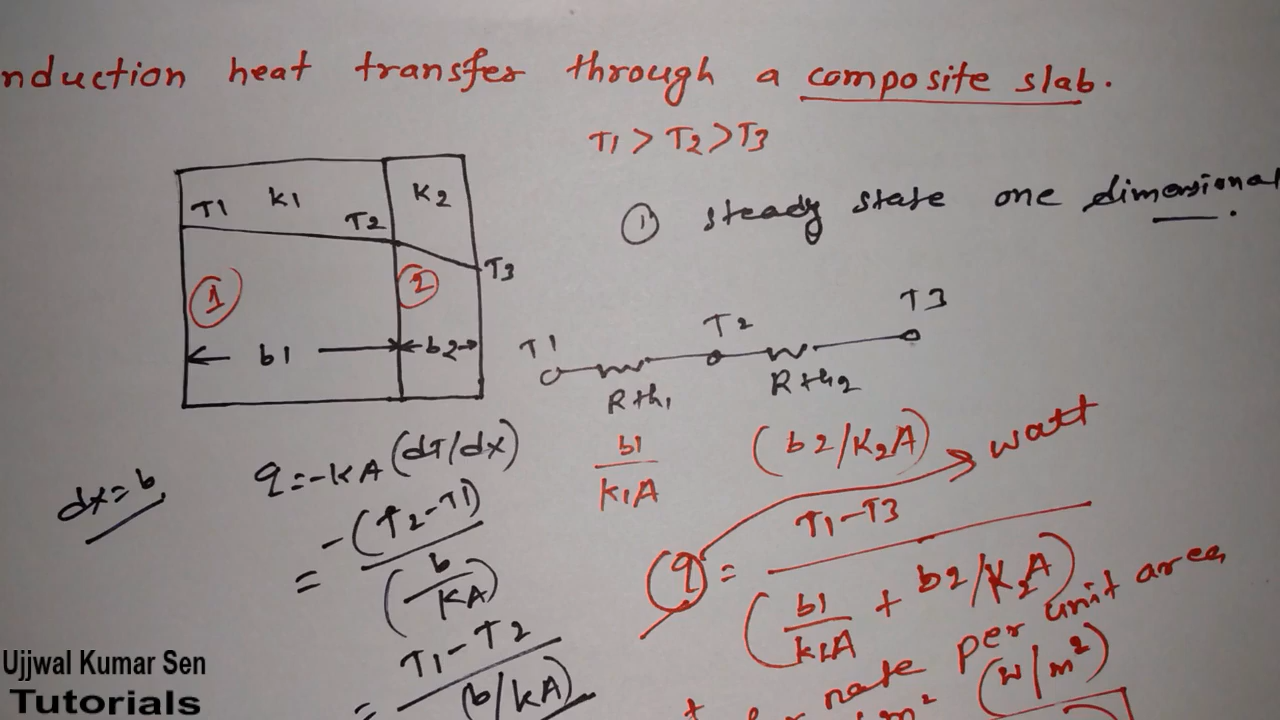 nduction heat transfer through a composite slab.
T1 > T2 > T3
① steady state one dimensional.
T1 k1 T2 K2
T3
1 2
b1 b2
T1 T2 T3
Rth1 Rth2
b1/k1A (b2/K2A) → watt
dx=b
q=-KA(dT/dx)
= -(T2-T1)/(b/KA)
= T1-T2/(b/KA)
q = T1-T3/(b1/k1A + b2/K2A)
rate per unit area
m² (W/m²)
Ujjwal Kumar Sen
Tutorials